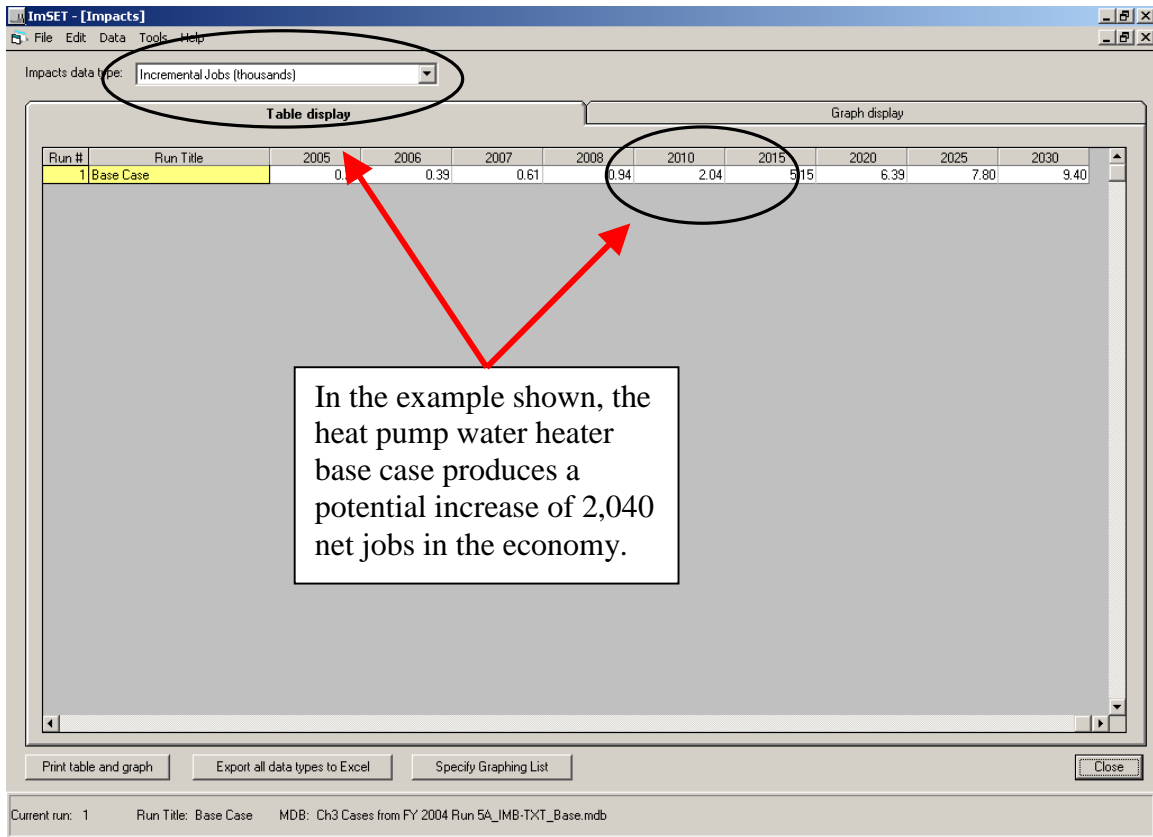 ImSET - [Impacts]
File Edit Data Tools Help
Impacts data type: Incremental Jobs (thousands)
Table display Graph display
Run # Run Title 2005 2006 2007 2008 2010 2015 2020 2025 2030
1 Base Case 0. 0.39 0.61 0.94 2.04 5.15 6.39 7.80 9.40
In the example shown, the
heat pump water heater
base case produces a
potential increase of 2,040
net jobs in the economy.
Print table and graph Export all data types to Excel Specify Graphing List Close
Current run: 1 Run Title: Base Case MDB: Ch3 Cases from FY 2004 Run 5A_IMB-TXT_Base.mdb